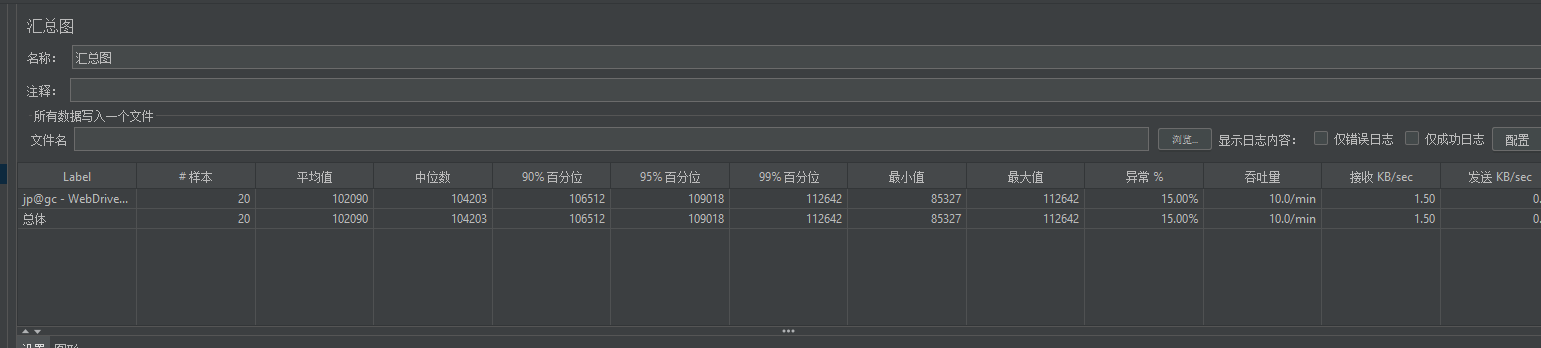 汇总图
名称： 汇总图
注释：
所有数据写入一个文件
文件名 浏览... 显示日志内容： 仅错误日志 仅成功日志 配置
Label # 样本 平均值 中位数 90% 百分位 95% 百分位 99% 百分位 最小值 最大值 异常 % 吞吐量 接收 KB/sec 发送 KB/sec
jp@gc - WebDrive... 20 102090 104203 106512 109018 112642 85327 112642 15.00% 10.0/min 1.50 0.
总体 20 102090 104203 106512 109018 112642 85327 112642 15.00% 10.0/min 1.50 0.